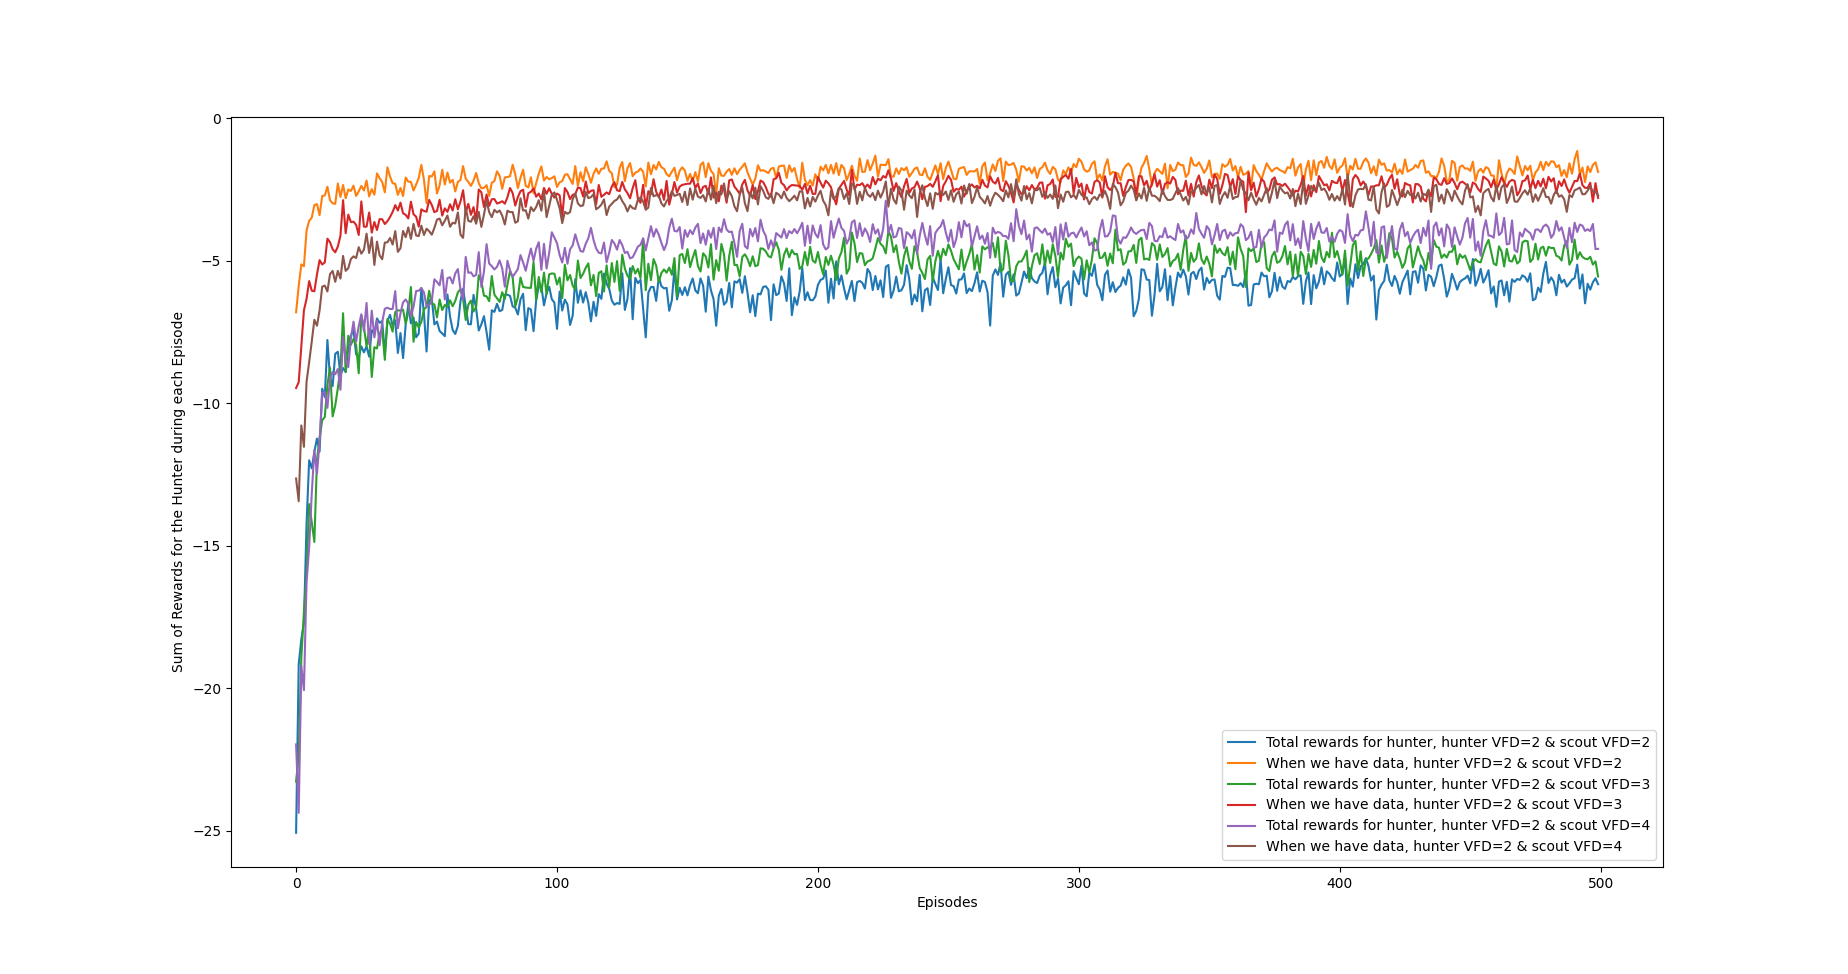 0
−5
−10
−15
−20
−25
Sum of Rewards for the Hunter during each Episode
Total rewards for hunter, hunter VFD=2 & scout VFD=2
When we have data, hunter VFD=2 & scout VFD=2
Total rewards for hunter, hunter VFD=2 & scout VFD=3
When we have data, hunter VFD=2 & scout VFD=3
Total rewards for hunter, hunter VFD=2 & scout VFD=4
When we have data, hunter VFD=2 & scout VFD=4
0 100 200 300 400 500
Episodes